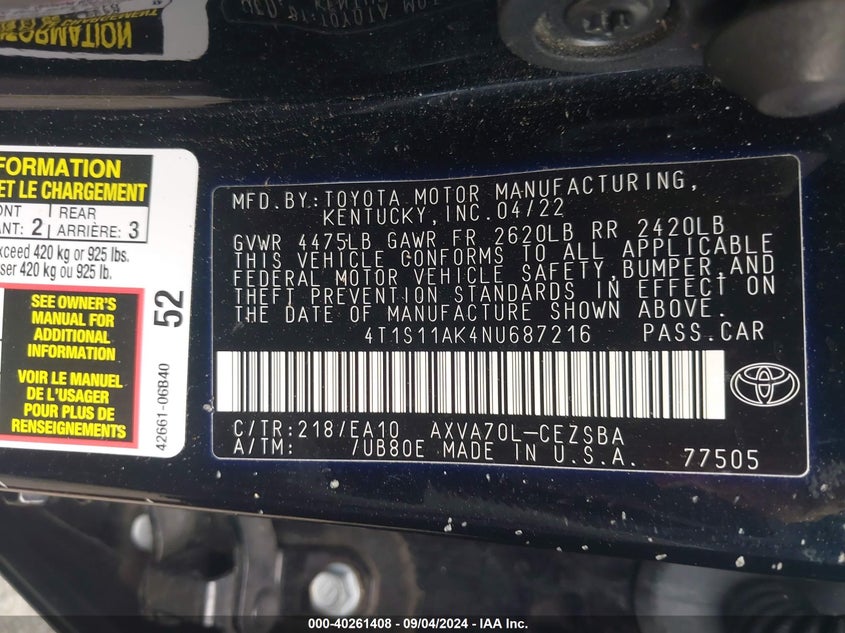 FORMATION
ET LE CHARGEMENT
2
REAR
ARRIÈRE: 3
420 kg or 925 lbs.
420 kg ou 925 lb.
SEE OWNER'S
MANUAL FOR
ADDITIONAL
INFORMATION
VOIR LE MANUEL
DE L'USAGER
POUR PLUS DE
RENSEIGNEMENTS
52
42661-06B40
MFD.BY:TOYOTA MOTOR MANUFACTURING,
KENTUCKY,INC.04/22
GVWR 4475LB GAWR FR 2620LB RR 2420LB
THIS VEHICLE CONFORMS TO ALL APPLICABLE
FEDERAL MOTOR VEHICLE SAFETY,BUMPER,AND
THEFT PREVENTION STANDARDS IN EFFECT ON
THE DATE OF MANUFACTURE SHOWN ABOVE.
4T1S11AK4NU687216 PASS.CAR
C/TR:218/EA10 AXVA70L-CEZSBA
A/TM: /UB80E MADE IN U.S.A. 77505
000-40261408 - 09/04/2024 - IAA Inc.